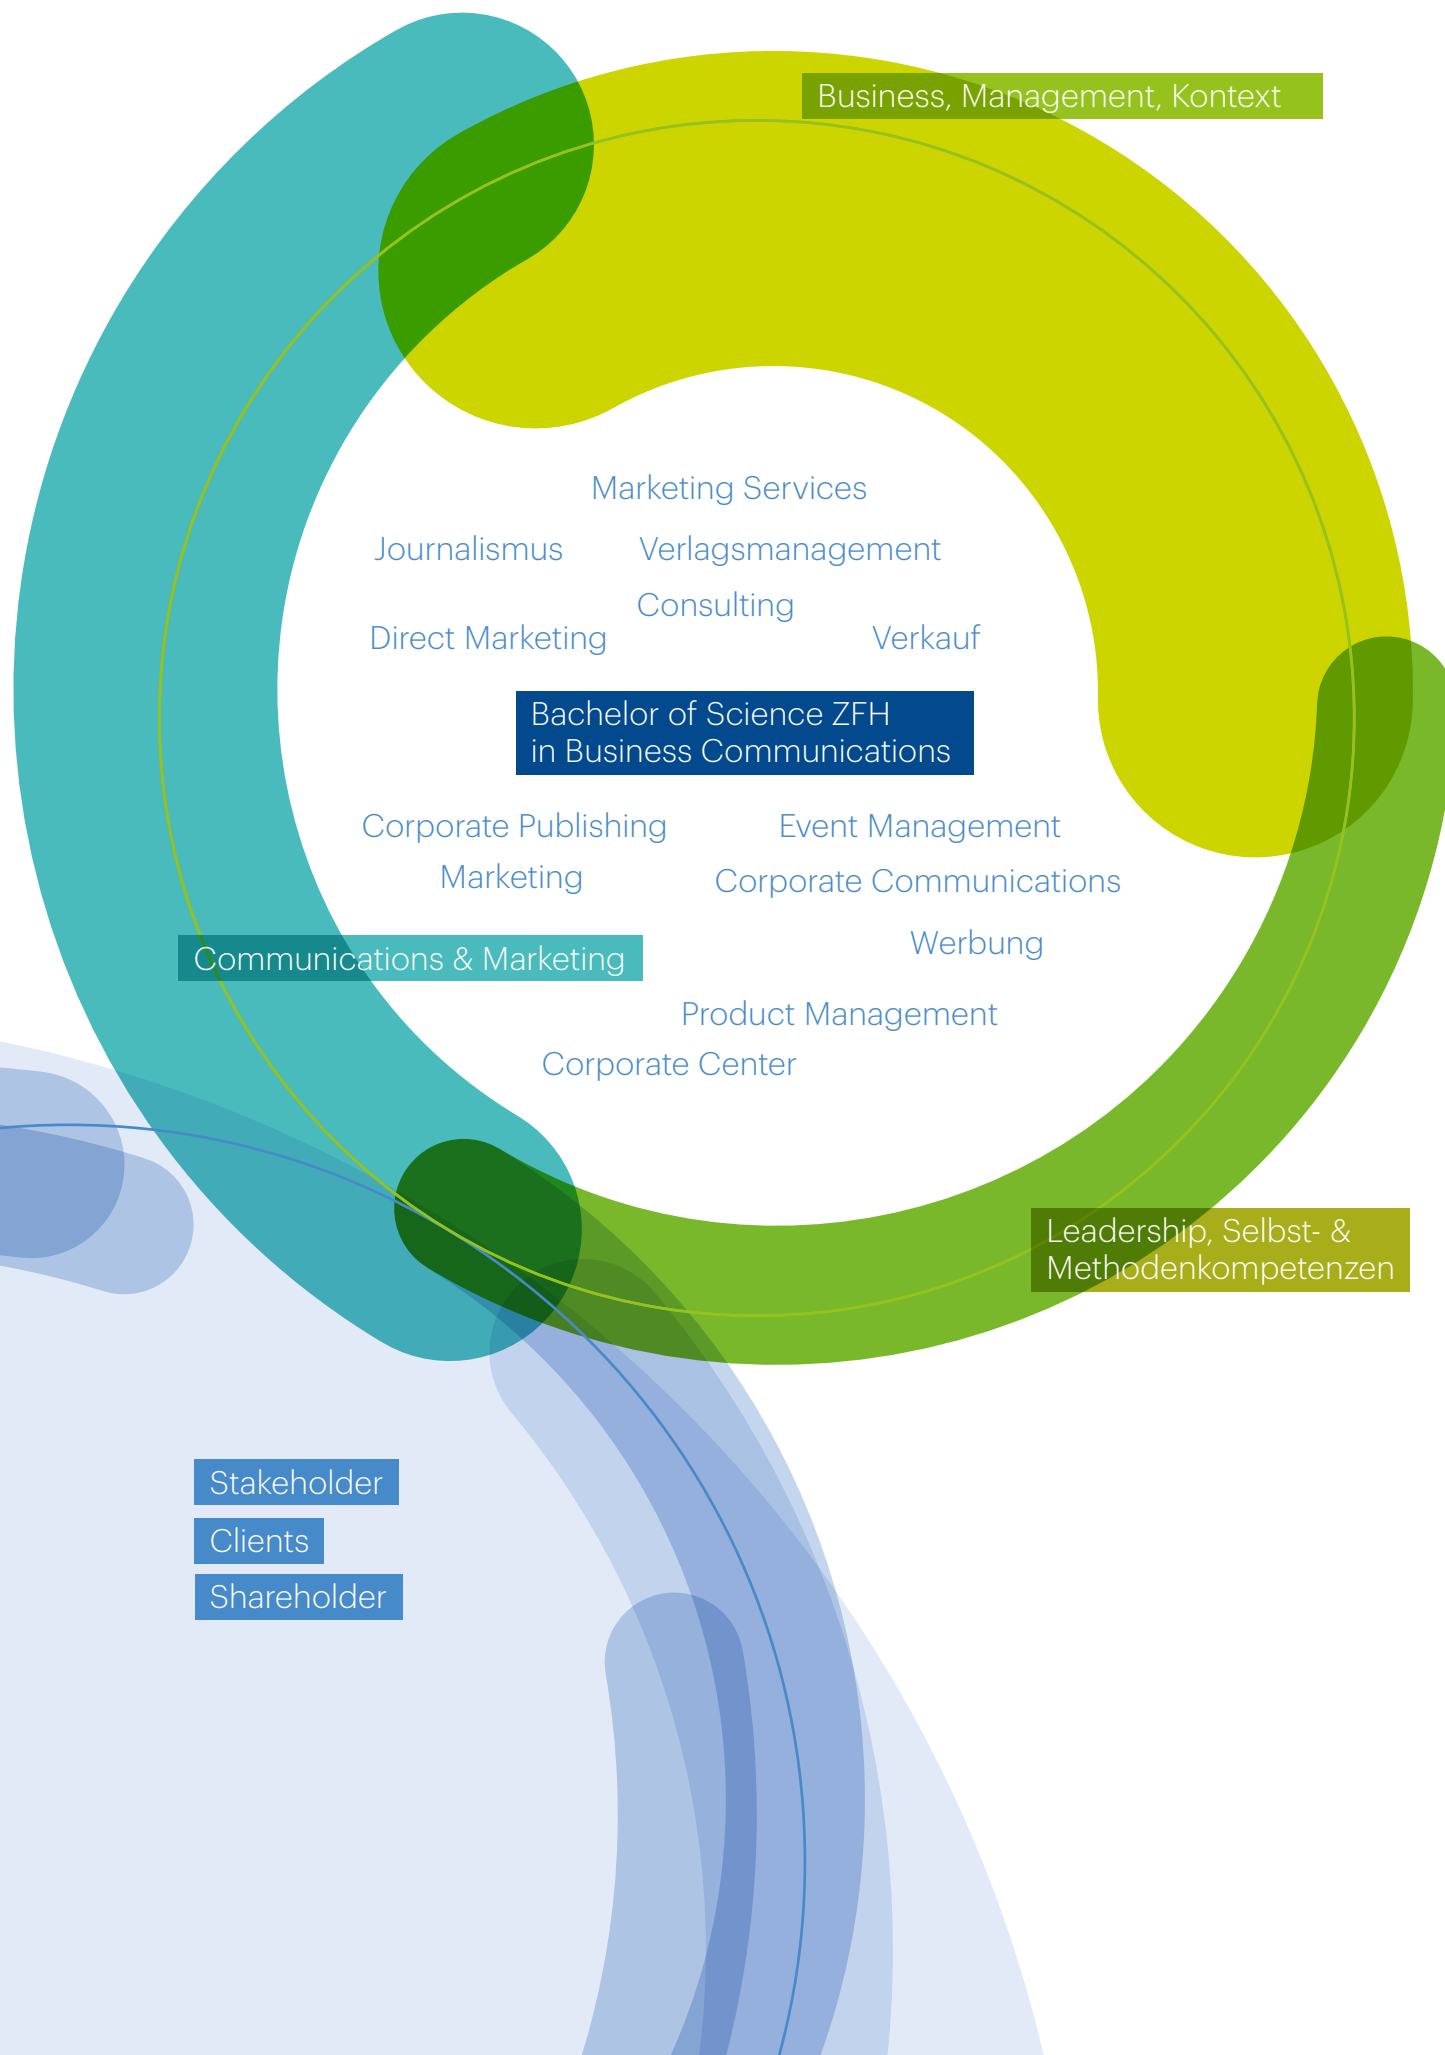 Business, Management, Kontext
Marketing Services
Journalismus
Verlagsmanagement
Consulting
Direct Marketing
Verkauf
Bachelor of Science ZFH
in Business Communications
Corporate Publishing
Event Management
Marketing
Corporate Communications
Werbung
Communications & Marketing
Product Management
Corporate Center
Leadership, Selbst- &
Methodenkompetenzen
Stakeholder
Clients
Shareholder